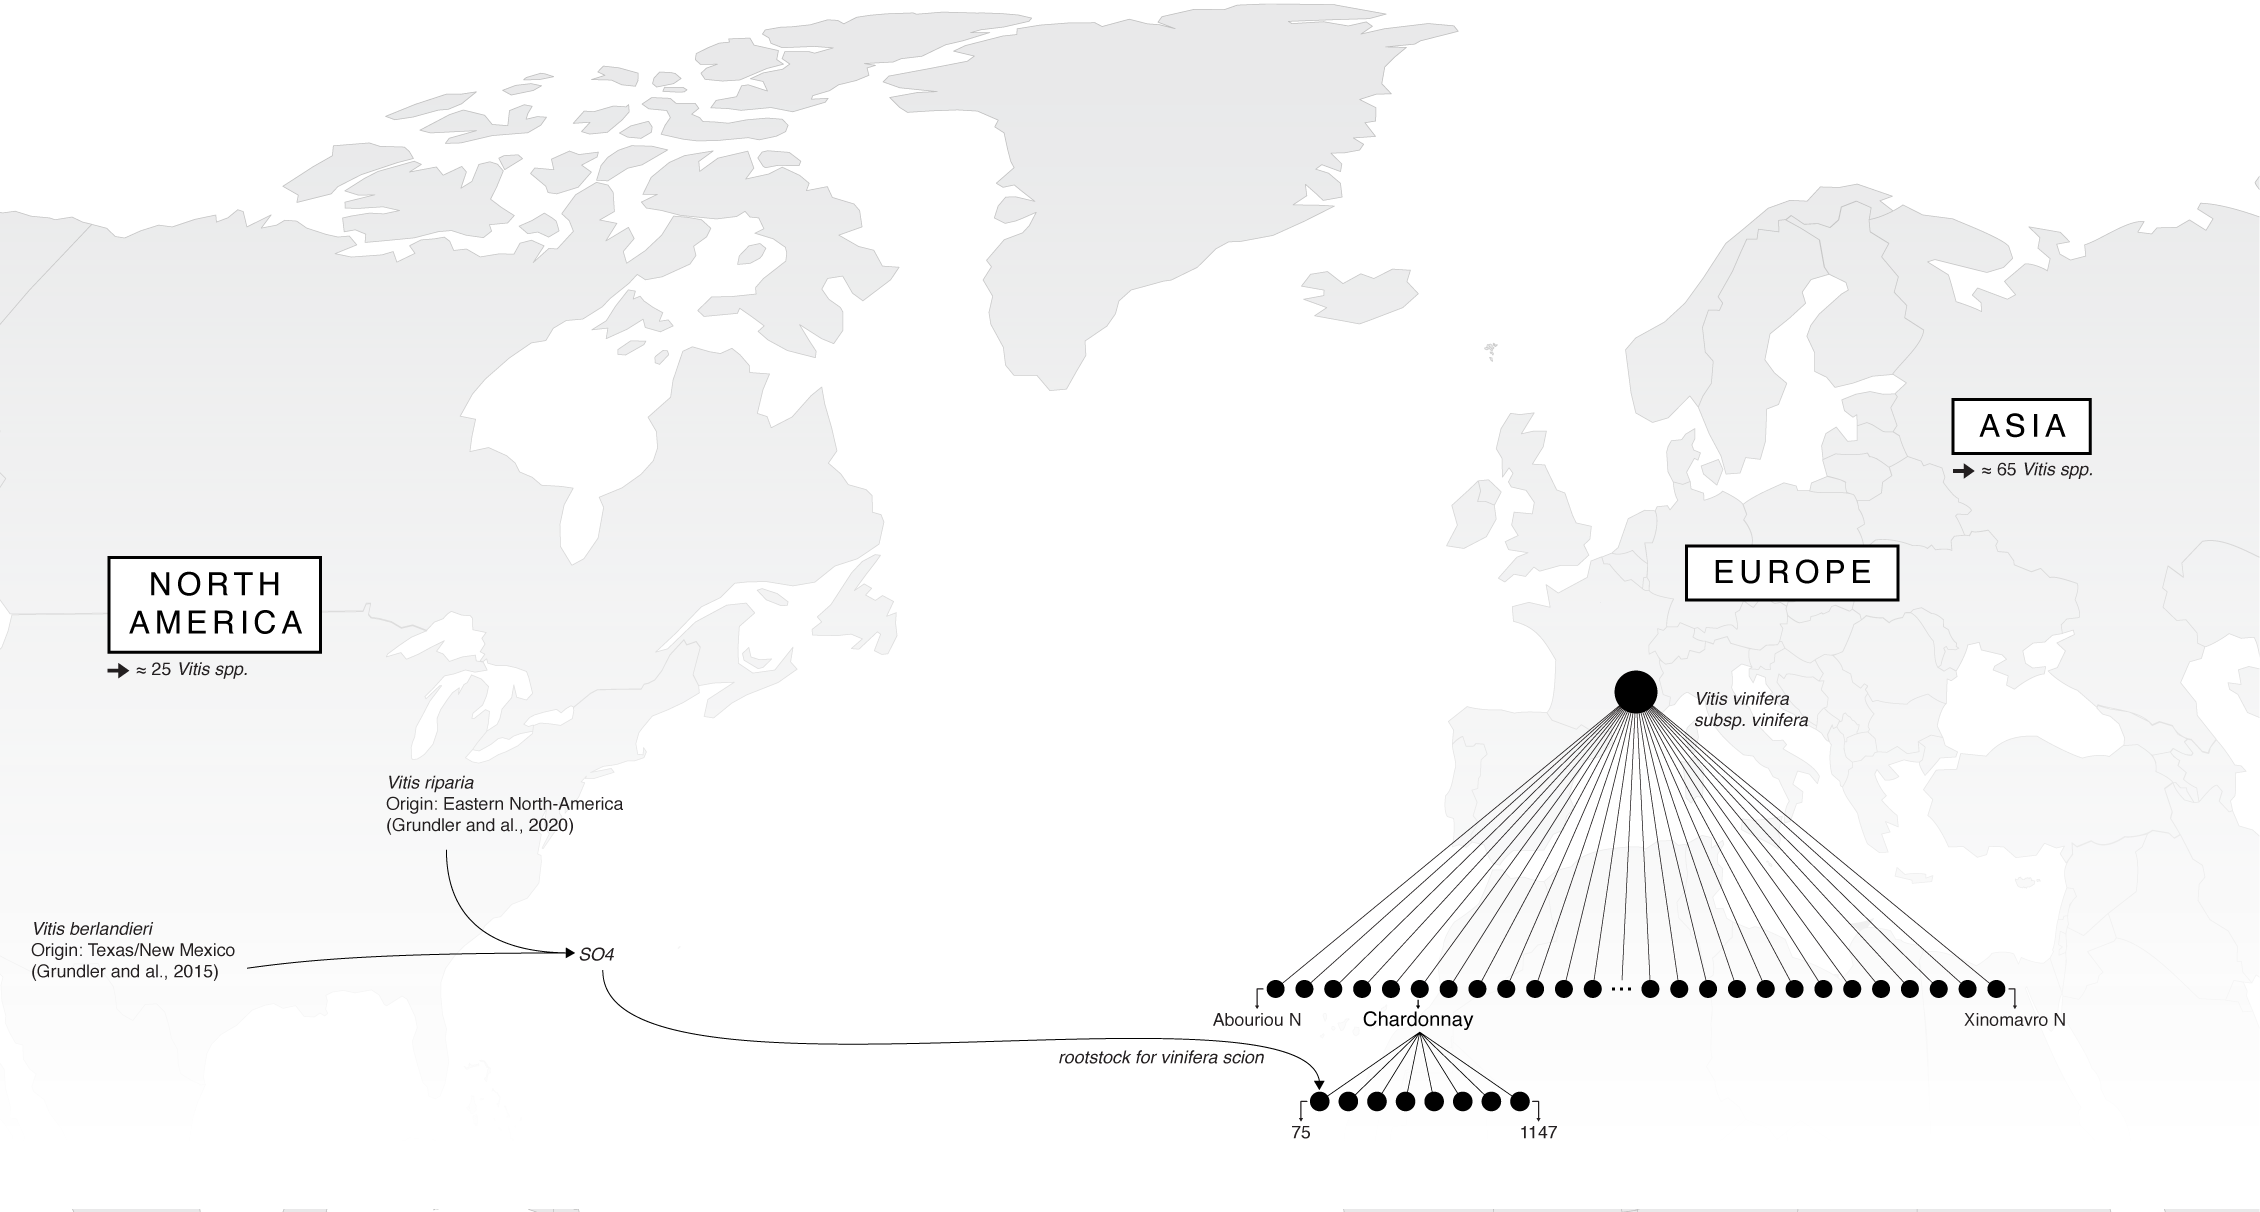 NORTH
AMERICA
≈ 25 Vitis spp.
ASIA
≈ 65 Vitis spp.
EUROPE
Vitis vinifera
subsp. vinifera
Vitis riparia
Origin: Eastern North-America
(Grundler and al., 2020)
Vitis berlandieri
Origin: Texas/New Mexico
(Grundler and al., 2015)
SO4
rootstock for vinifera scion
...
Abouriou N
Chardonnay
Xinomavro N
75
1147